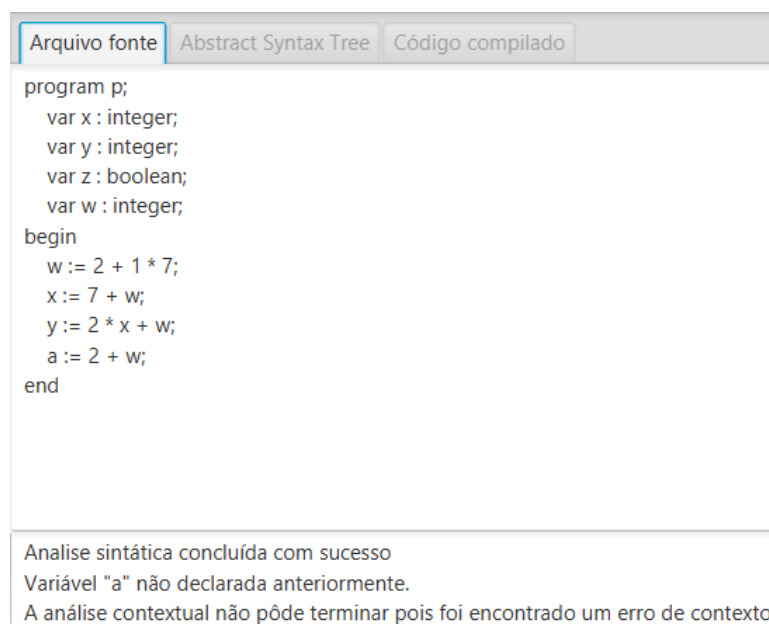 Arquivo fonte Abstract Syntax Tree Código compilado
program p;
var x : integer;
var y : integer;
var z : boolean;
var w : integer;
begin
w := 2 + 1 * 7;
x := 7 + w;
y := 2 * x + w;
a := 2 + w;
end
Analise sintática concluída com sucesso
Variável "a" não declarada anteriormente.
A análise contextual não pôde terminar pois foi encontrado um erro de contexto